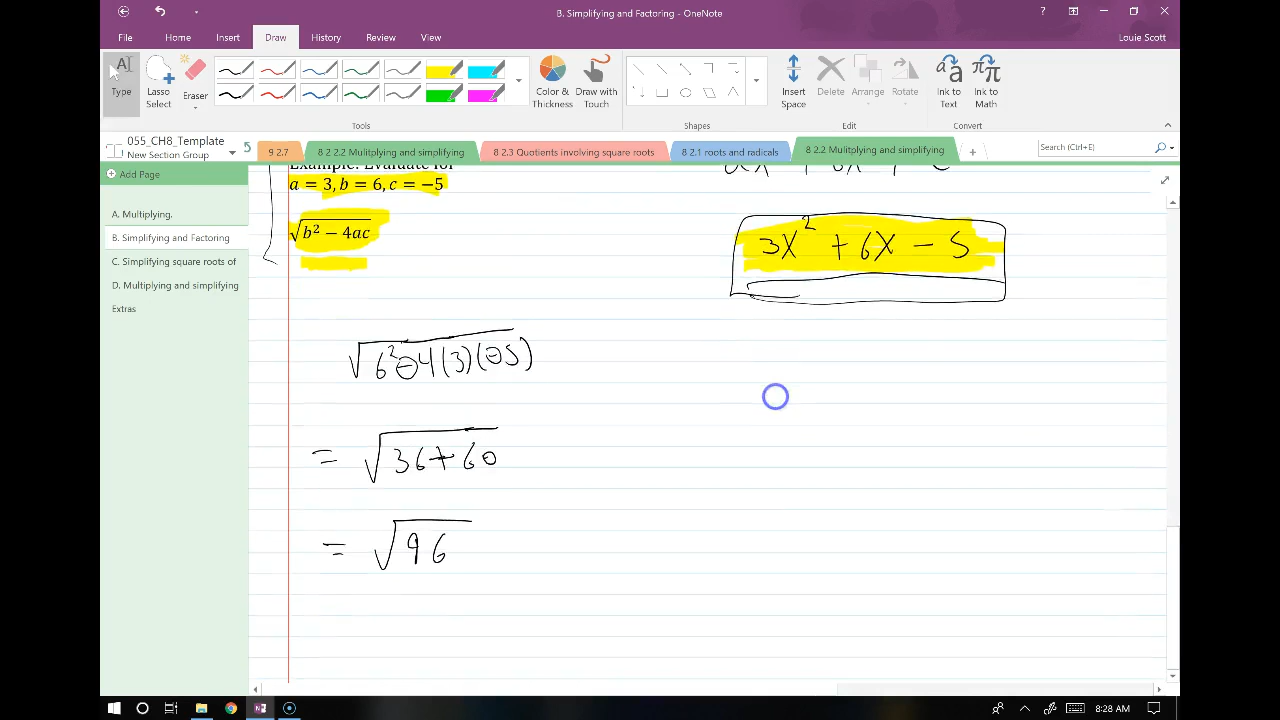 B. Simplifying and Factoring - OneNote
?
File Home Insert Draw History Review View
Louie Scott
Type
Lasso Select
Eraser
Color & Thickness
Draw with Touch
Insert Space
Delete
Arrange
Rotate
Ink to Text
Ink to Math
Tools Shapes Edit Convert
055_CH8_Template
New Section Group
9 2.7
8 2.2.2 Mulitplying and simplifying
8 2.3 Quotients involving square roots
8 2.1 roots and radicals
8 2.2 Mulitplying and simplifying
Search (Ctrl+E)
Add Page
A. Multiplying.
B. Simplifying and Factoring
C. Simplifying square roots of
D. Multiplying and simplifying
Extras
Example: Evaluate for
a = 3, b = 6, c = −5
√(b² − 4ac)
3x² + 6x − 5
√(6² − 4(3)(−5))
= √(36 + 60)
= √96
8:28 AM